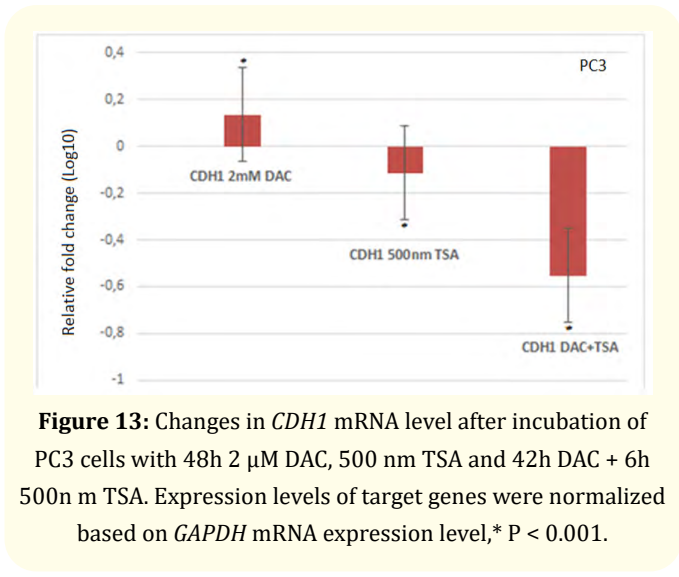 0,4
PC3
0,2
0
CDH1 2mM DAC
-0,2
-0,4
CDH1 500nm TSA
-0,6
-0,8
CDH1 DAC+TSA
-1
Relative fold change (Log10)
*
*
*
Figure 13: Changes in CDH1 mRNA level after incubation of
PC3 cells with 48h 2 μM DAC, 500 nm TSA and 42h DAC + 6h
500n m TSA. Expression levels of target genes were normalized
based on GAPDH mRNA expression level,* P < 0.001.